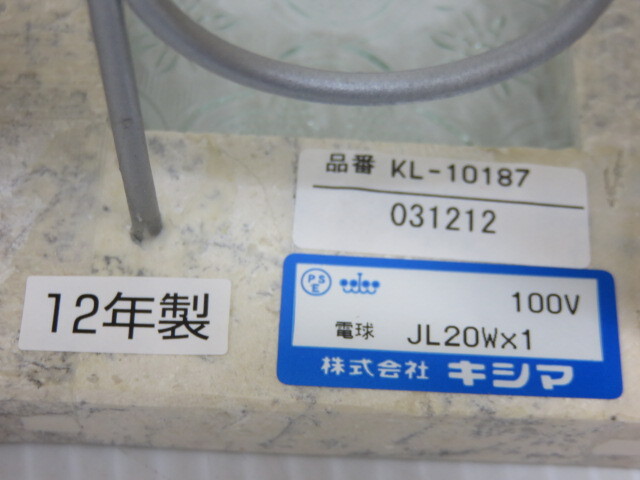 品番 KL-10187
031212
12年製
PS
E
100V
電球 JL20W×1
株式会社 キシマ